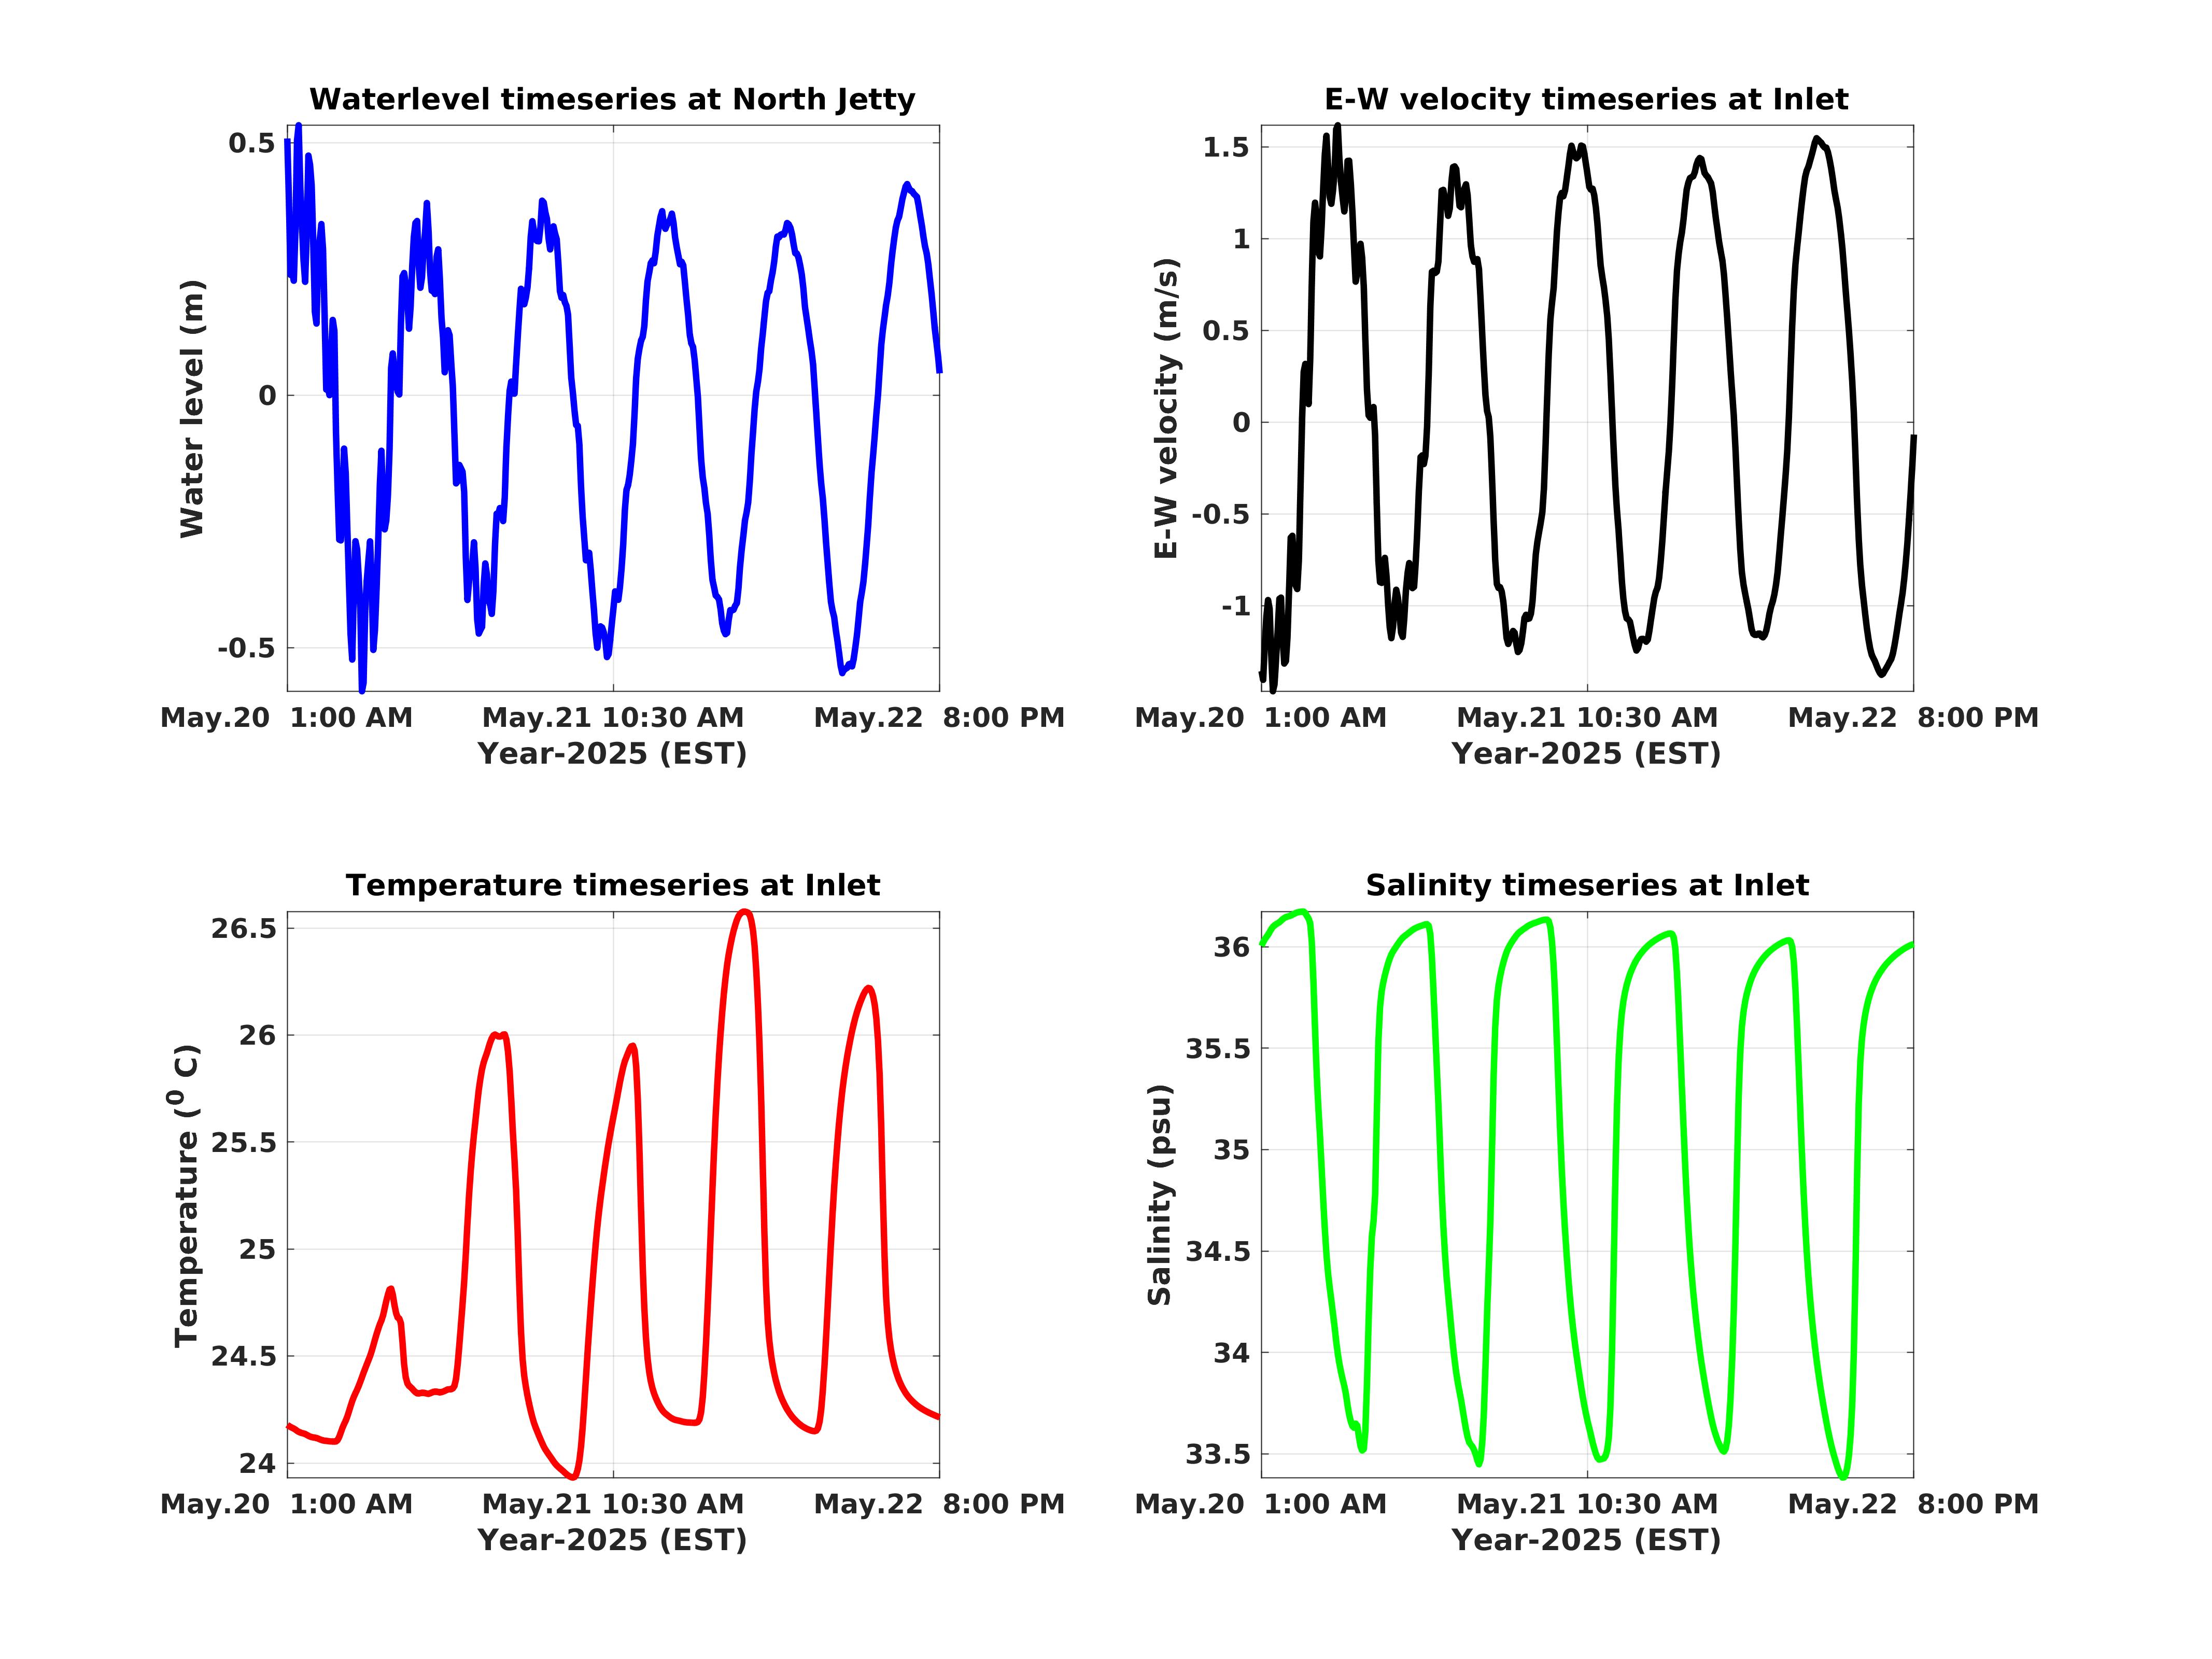 Waterlevel timeseries at North Jetty
0.5
0
-0.5
Water level (m)
May.20 1:00 AM May.21 10:30 AM May.22 8:00 PM
Year-2025 (EST)
E-W velocity timeseries at Inlet
1.5
1
0.5
0
-0.5
-1
E-W velocity (m/s)
May.20 1:00 AM May.21 10:30 AM May.22 8:00 PM
Year-2025 (EST)
Temperature timeseries at Inlet
26.5
26
25.5
25
24.5
24
Temperature (⁰ C)
May.20 1:00 AM May.21 10:30 AM May.22 8:00 PM
Year-2025 (EST)
Salinity timeseries at Inlet
36
35.5
35
34.5
34
33.5
Salinity (psu)
May.20 1:00 AM May.21 10:30 AM May.22 8:00 PM
Year-2025 (EST)